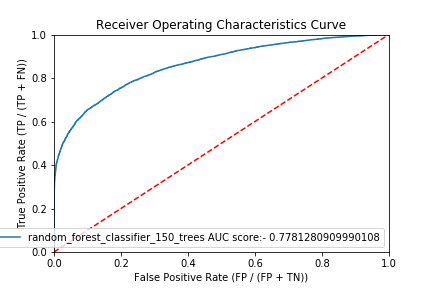 Receiver Operating Characteristics Curve
True Positive Rate (TP / (TP + FN))
1.0
0.8
0.6
0.4
0.2
0.0
random_forest_classifier_150_trees AUC score:- 0.7781280909990108
0.0 0.2 0.4 0.6 0.8 1.0
False Positive Rate (FP / (FP + TN))